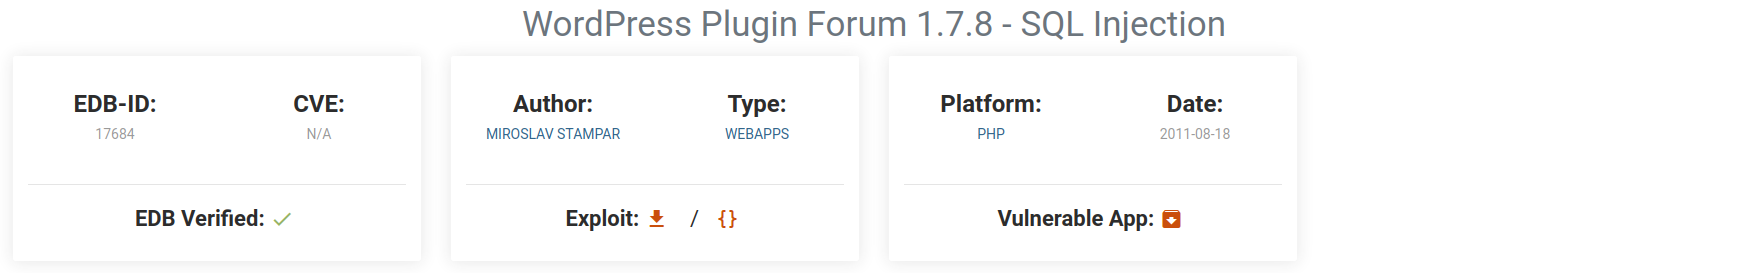 WordPress Plugin Forum 1.7.8 - SQL Injection
EDB-ID: CVE: Author: Type: Platform: Date:
17684 N/A MIROSLAV STAMPAR WEBAPPS PHP 2011-08-18
EDB Verified: Exploit: / {} Vulnerable App: